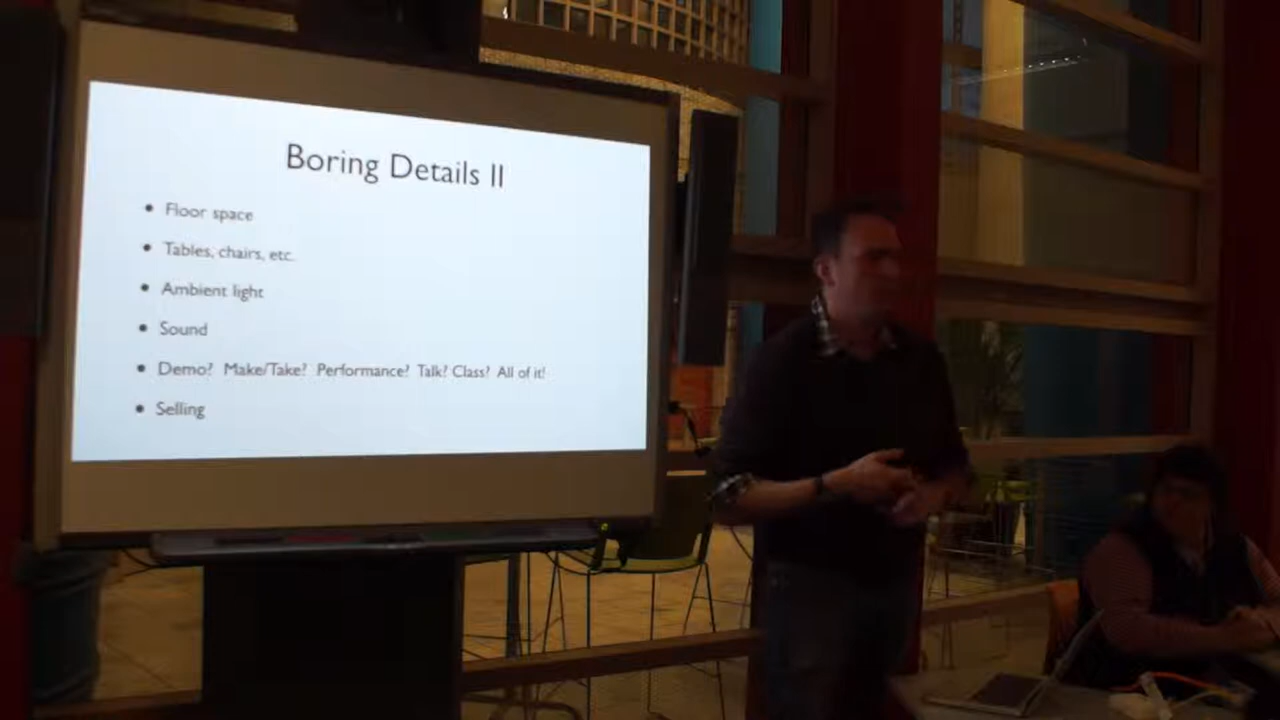 Boring Details II
• Floor space
• Tables, chairs, etc.
• Ambient light
• Sound
• Demo? Make/Take? Performance? Talk? Class? All of it!
• Selling